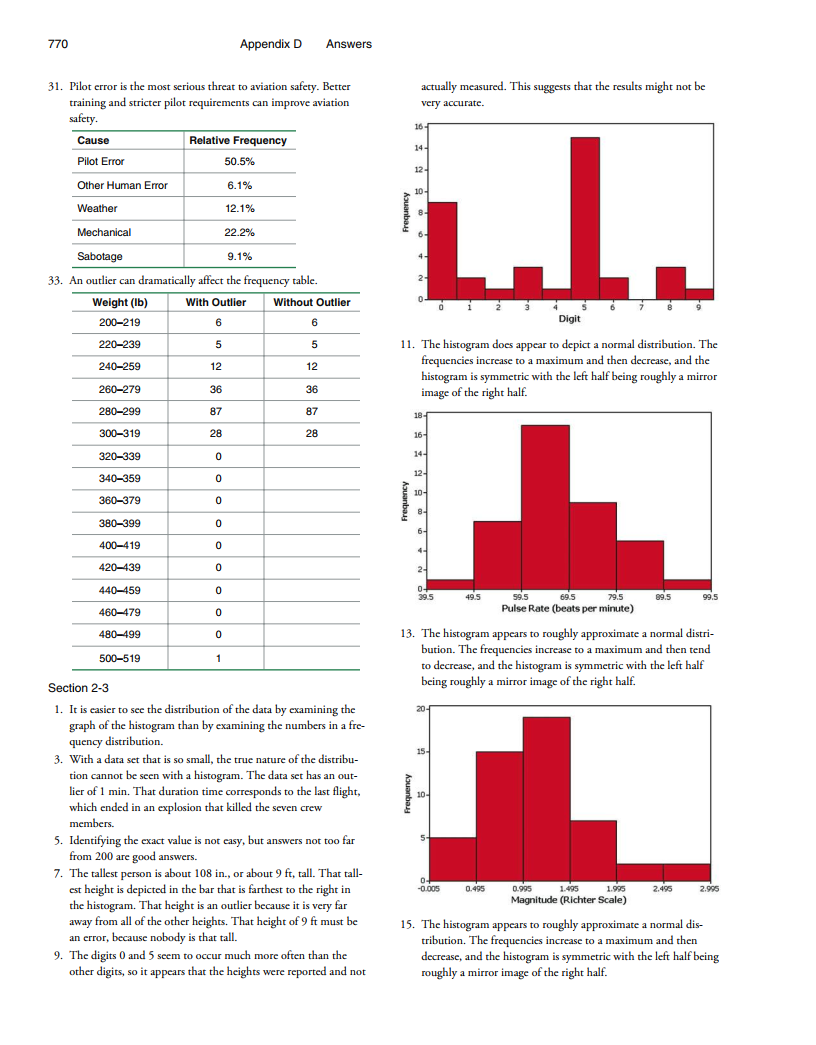 770
Appendix D Answers
31. Pilot error is the most serious threat to aviation safety. Better
training and stricter pilot requirements can improve aviation
safety.
Cause Relative Frequency
Pilot Error 50.5%
Other Human Error 6.1%
Weather 12.1%
Mechanical 22.2%
Sabotage 9.1%
33. An outlier can dramatically affect the frequency table.
Weight (lb) With Outlier Without Outlier
200–219 6 6
220–239 5 5
240–259 12 12
260–279 36 36
280–299 87 87
300–319 28 28
320–339 0
340–359 0
360–379 0
380–399 0
400–419 0
420–439 0
440–459 0
460–479 0
480–499 0
500–519 1
Section 2-3
1. It is easier to see the distribution of the data by examining the
graph of the histogram than by examining the numbers in a fre-
quency distribution.
3. With a data set that is so small, the true nature of the distribu-
tion cannot be seen with a histogram. The data set has an out-
lier of 1 min. That duration time corresponds to the last flight,
which ended in an explosion that killed the seven crew
members.
5. Identifying the exact value is not easy, but answers not too far
from 200 are good answers.
7. The tallest person is about 108 in., or about 9 ft, tall. That tall-
est height is depicted in the bar that is farthest to the right in
the histogram. That height is an outlier because it is very far
away from all of the other heights. That height of 9 ft must be
an error, because nobody is that tall.
9. The digits 0 and 5 seem to occur much more often than the
other digits, so it appears that the heights were reported and not
actually measured. This suggests that the results might not be
very accurate.
16
14
12
10
8
6
4
2
0
Frequency
0 1 2 3 4 5 6 7 8 9
Digit
11. The histogram does appear to depict a normal distribution. The
frequencies increase to a maximum and then decrease, and the
histogram is symmetric with the left half being roughly a mirror
image of the right half.
18
16
14
12
10
8
6
4
2
0
Frequency
39.5 49.5 59.5 69.5 79.5 89.5 99.5
Pulse Rate (beats per minute)
13. The histogram appears to roughly approximate a normal distri-
bution. The frequencies increase to a maximum and then tend
to decrease, and the histogram is symmetric with the left half
being roughly a mirror image of the right half.
20
15
10
5
0
Frequency
-0.005 0.495 0.995 1.495 1.995 2.495 2.995
Magnitude (Richter Scale)
15. The histogram appears to roughly approximate a normal dis-
tribution. The frequencies increase to a maximum and then
decrease, and the histogram is symmetric with the left half being
roughly a mirror image of the right half.